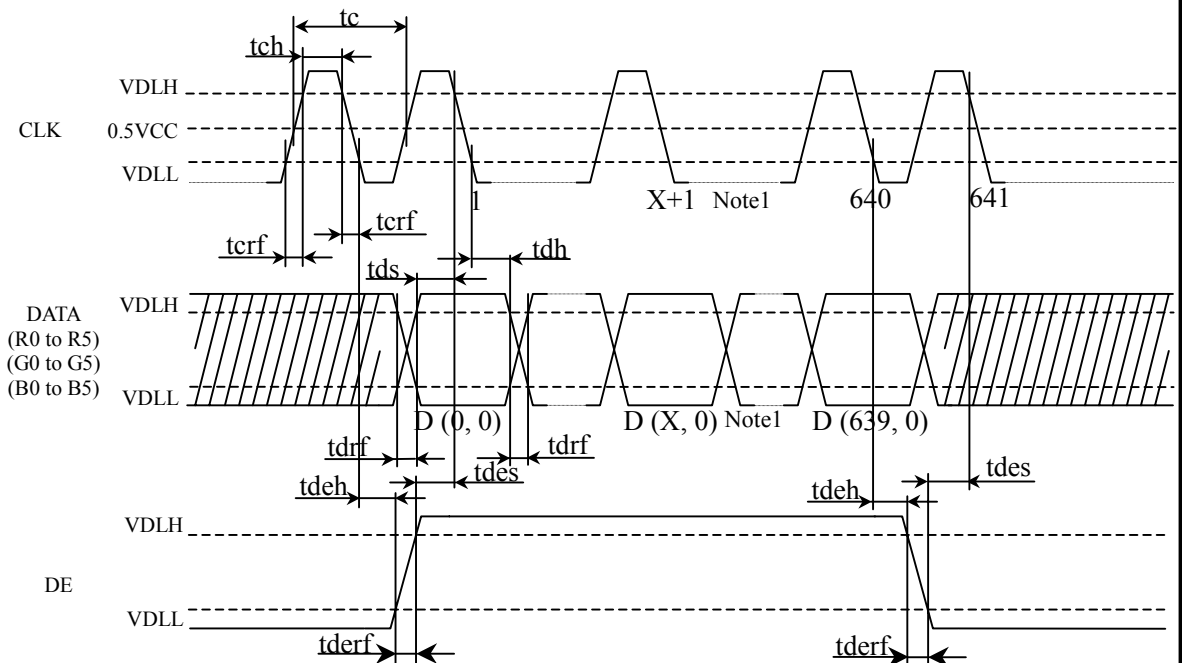 tc
tch
VDLH
CLK 0.5VCC
VDLL
1 X+1 Note1 640 641
tcrf tcrf tdh
tds
VDLH
DATA
(R0 to R5)
(G0 to G5)
(B0 to B5)
VDLL
D (0, 0) D (X, 0) Note1 D (639, 0)
tdrf tdrf
tdeh tdes tdeh tdes
VDLH
DE
VDLL
tderf tderf